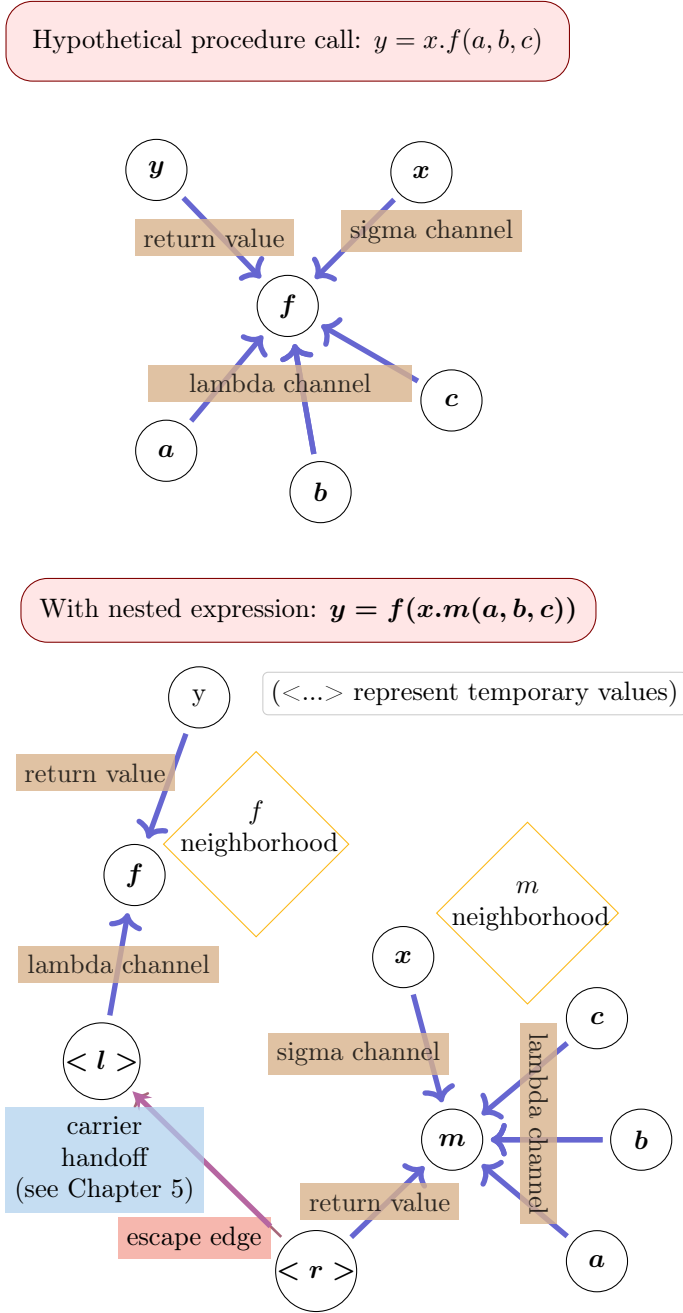 Hypothetical procedure call: y = x.f(a, b, c)
y
x
return value
sigma channel
f
lambda channel
c
a
b
With nested expression: y = f(x.m(a, b, c))
y
(<...> represent temporary values)
return value
f
neighborhood
f
m
neighborhood
lambda channel
x
c
sigma channel
lambda channel
< l >
carrier
handoff
(see Chapter 5)
m
b
return value
escape edge
< r >
a